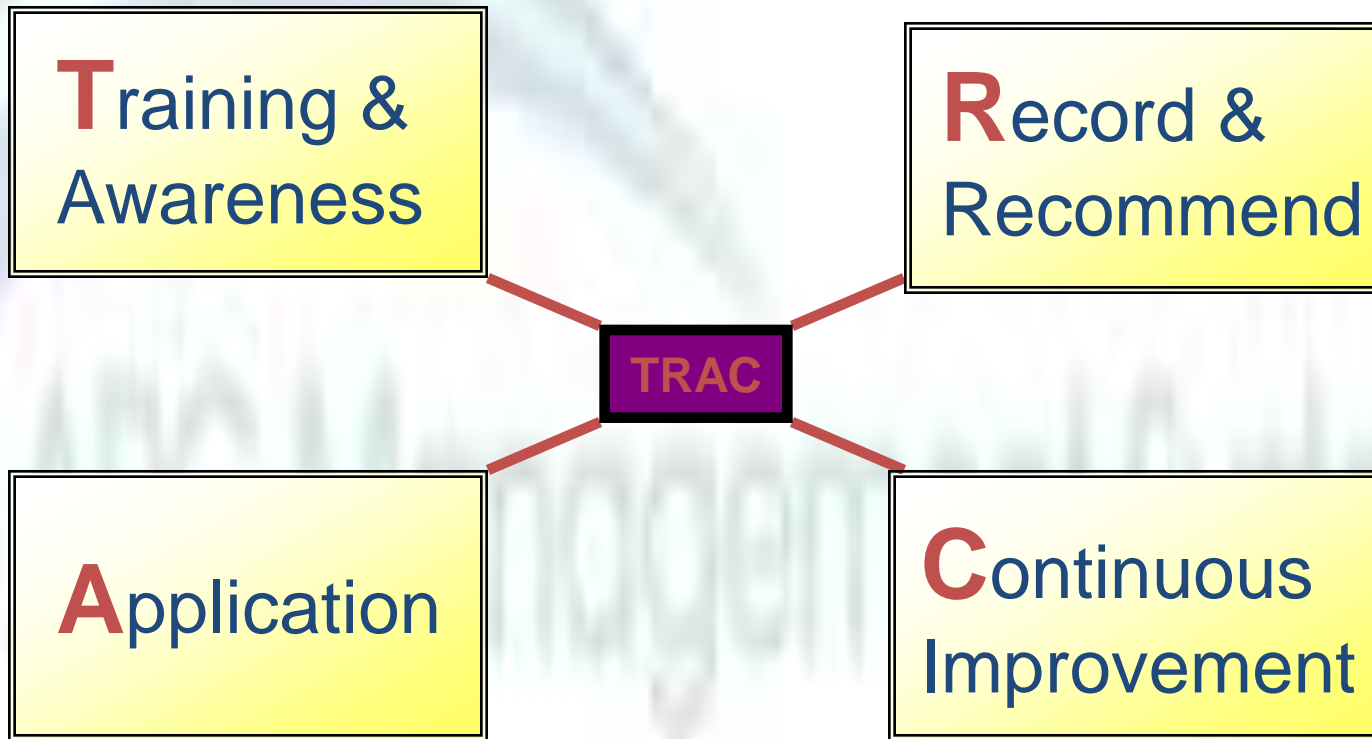 Training &
Awareness
Record &
Recommend
TRAC
Application
Continuous
Improvement